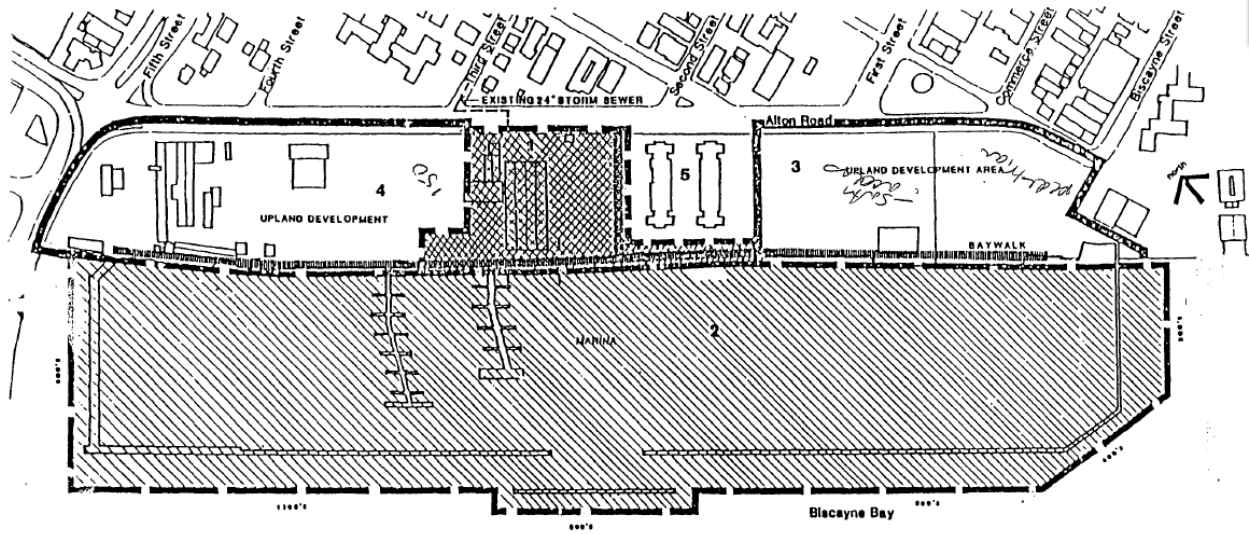 Fifth Street
Fourth Street
Third Street
Second Street
First Street
Commerce Street
Biscayne Street
EXISTING 24" STORM SEWER
Alton Road
1
150
4
5
3
UPLAND DEVELOPMENT AREA
north
UPLAND DEVELOPMENT
BAYWALK
2
MARINA
Biscayne Bay